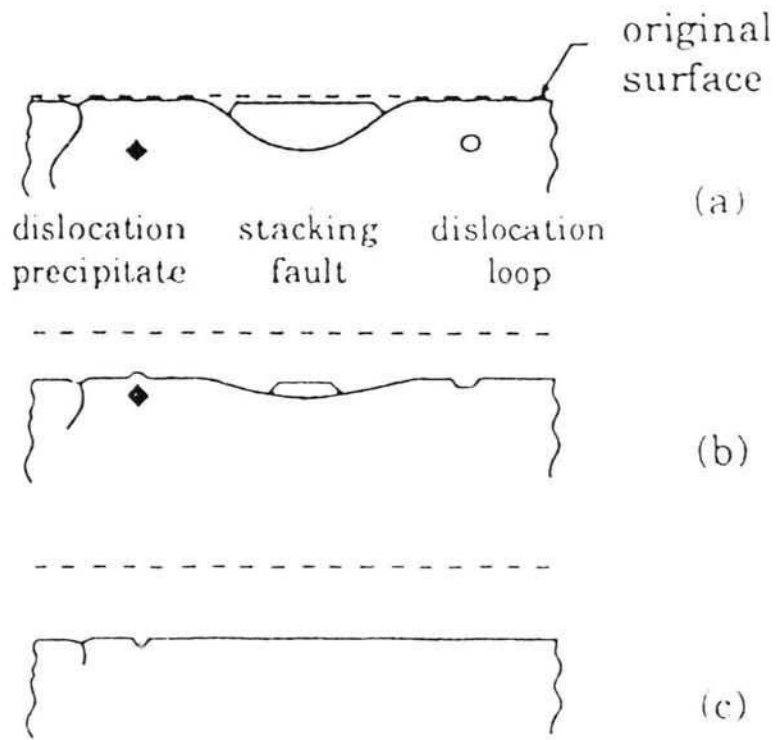 original
surface
(a)
dislocation stacking dislocation
precipitate fault loop
(b)
(c)